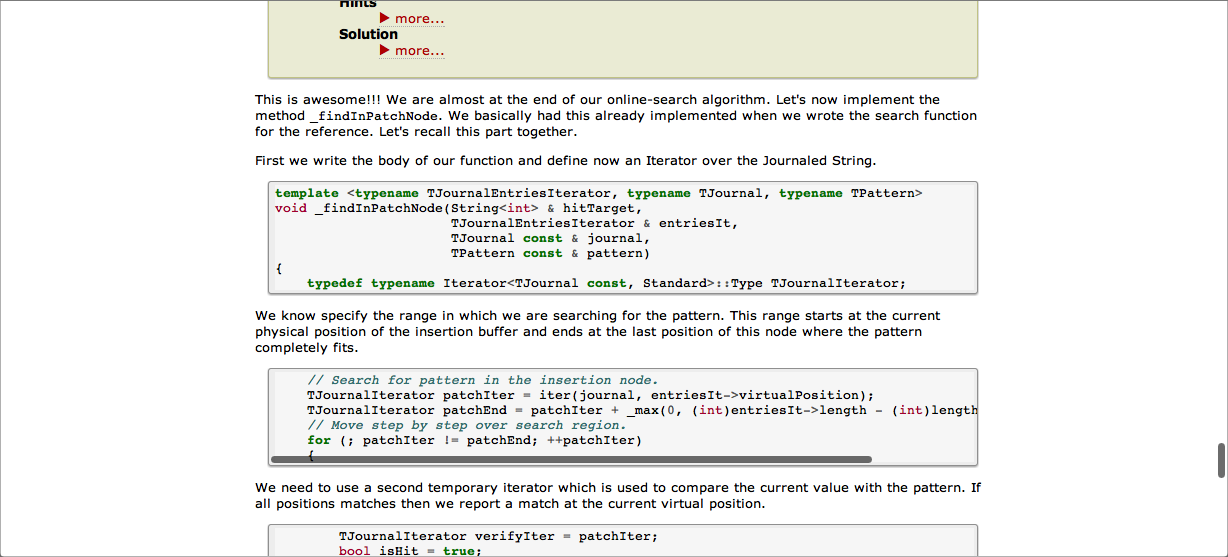 Hints
▶ more...
Solution
▶ more...
This is awesome!!! We are almost at the end of our online-search algorithm. Let's now implement the
method _findInPatchNode. We basically had this already implemented when we wrote the search function
for the reference. Let's recall this part together.
First we write the body of our function and define now an Iterator over the Journaled String.
template <typename TJournalEntriesIterator, typename TJournal, typename TPattern>
void _findInPatchNode(String<int> & hitTarget,
TJournalEntriesIterator & entriesIt,
TJournal const & journal,
TPattern const & pattern)
{
typedef typename Iterator<TJournal const, Standard>::Type TJournalIterator;
We know specify the range in which we are searching for the pattern. This range starts at the current
physical position of the insertion buffer and ends at the last position of this node where the pattern
completely fits.
// Search for pattern in the insertion node.
TJournalIterator patchIter = iter(journal, entriesIt->virtualPosition);
TJournalIterator patchEnd = patchIter + _max(0, (int)entriesIt->length - (int)length
// Move step by step over search region.
for (; patchIter != patchEnd; ++patchIter)
{
We need to use a second temporary iterator which is used to compare the current value with the pattern. If
all positions matches then we report a match at the current virtual position.
TJournalIterator verifyIter = patchIter;
bool isHit = true;